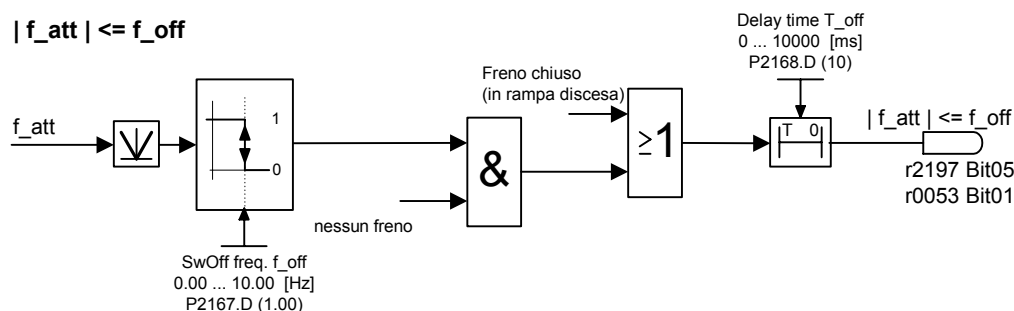 | f_att | <= f_off
Delay time T_off
0 ... 10000 [ms]
P2168.D (10)
Freno chiuso
(in rampa discesa)
f_att
1
0
&
≥1
T 0
| f_att | <= f_off
r2197 Bit05
r0053 Bit01
nessun freno
SwOff freq. f_off
0.00 ... 10.00 [Hz]
P2167.D (1.00)